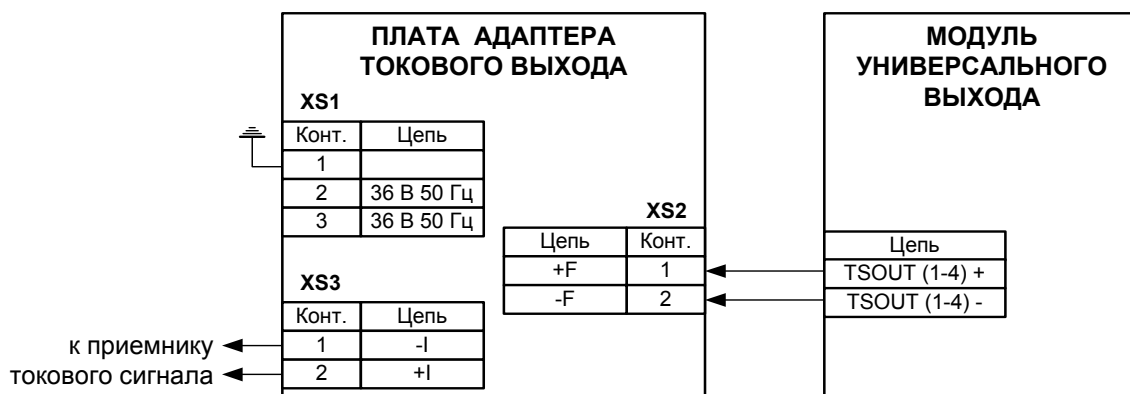 ПЛАТА АДАПТЕРА
ТОКОВОГО ВЫХОДА
XS1
Конт. Цепь
1
2 36 В 50 Гц
3 36 В 50 Гц
XS2
Цепь Конт.
+F 1
-F 2
XS3
Конт. Цепь
1 -I
2 +I
к приемнику
токового сигнала
МОДУЛЬ
УНИВЕРСАЛЬНОГО
ВЫХОДА
Цепь
TSOUT (1-4) +
TSOUT (1-4) -